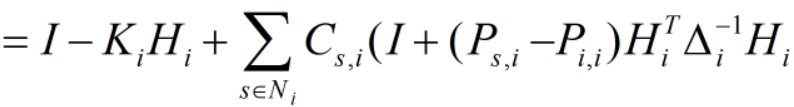 = I − K_i H_i + ∑_{s∈N_i} C_{s,i}(I + (P_{s,i} − P_{i,i})H_i^T Δ_i^{-1} H_i